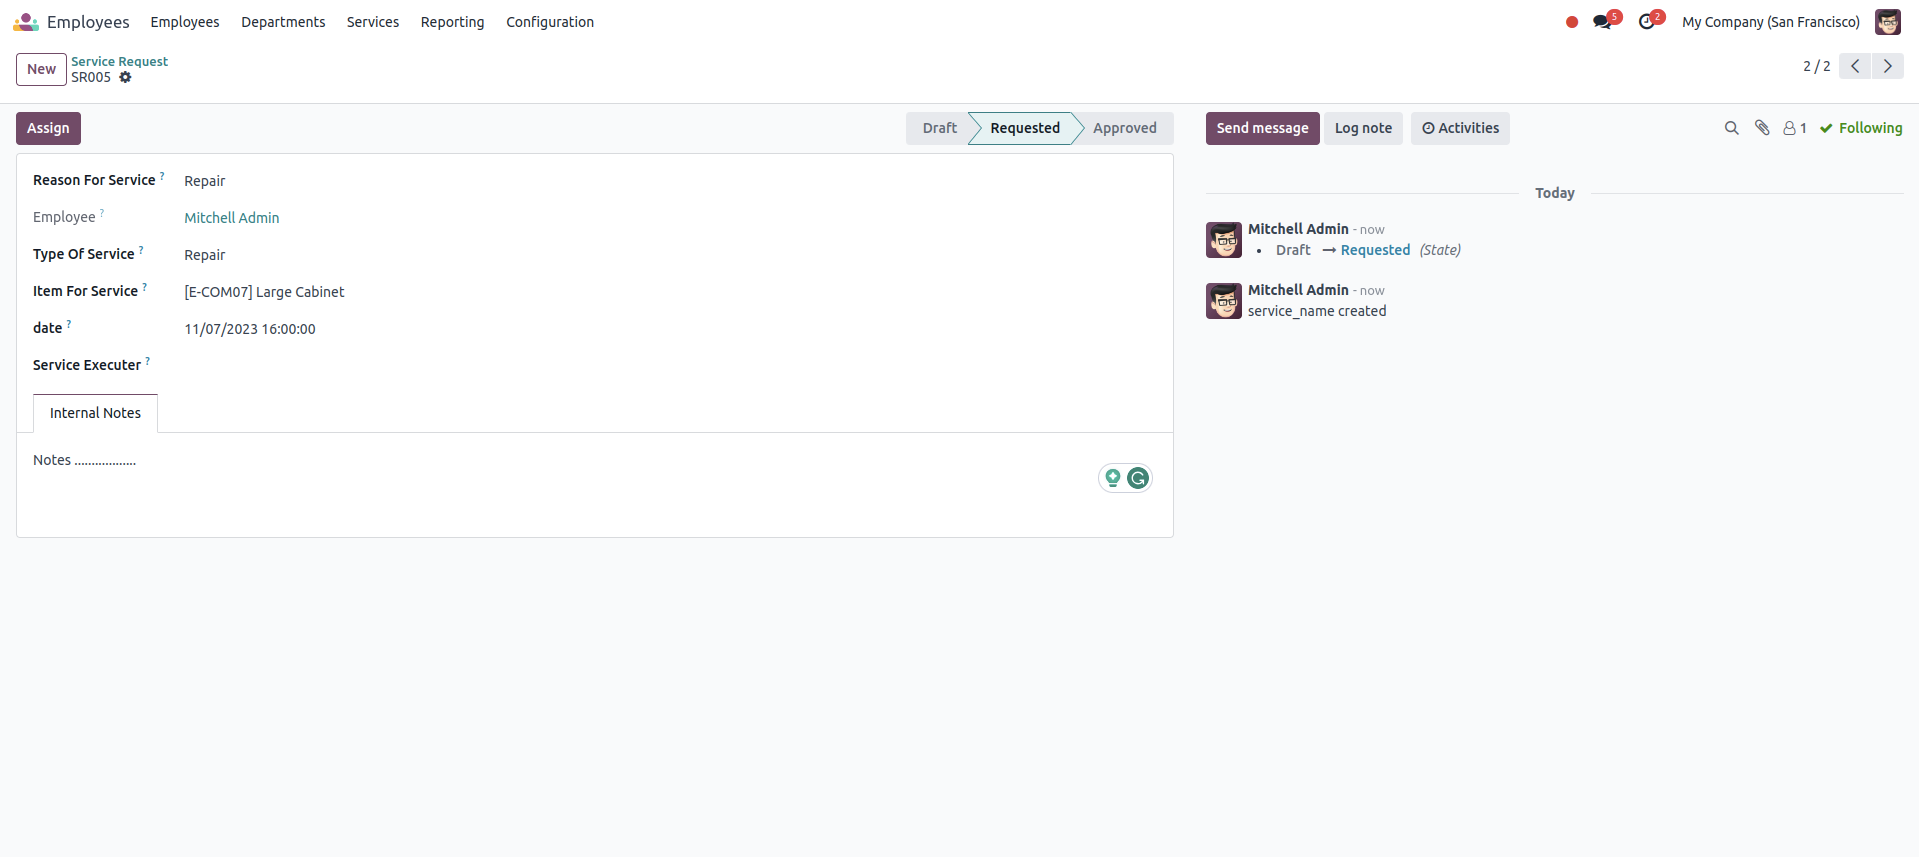 Employees Employees Departments Services Reporting Configuration 5 2 My Company (San Francisco)
New Service Request
SR005
2 / 2
Assign Draft Requested Approved Send message Log note Activities 1 Following
Reason For Service ? Repair
Employee ? Mitchell Admin
Type Of Service ? Repair
Item For Service ? [E-COM07] Large Cabinet
date ? 11/07/2023 16:00:00
Service Executer ?
Internal Notes
Notes ..................
Today
Mitchell Admin - now
• Draft → Requested (State)
Mitchell Admin - now
service_name created